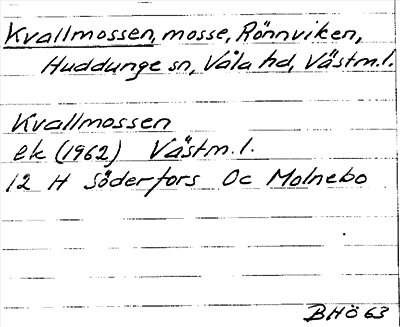 Kvallmossen, mosse, Rönnviken,
Huddunge sn, Våla hd, Västm.l.
Kvallmossen
ek (1962) Västm.l.
12 H Söderfors Oc Molnebo
BHÖ 63